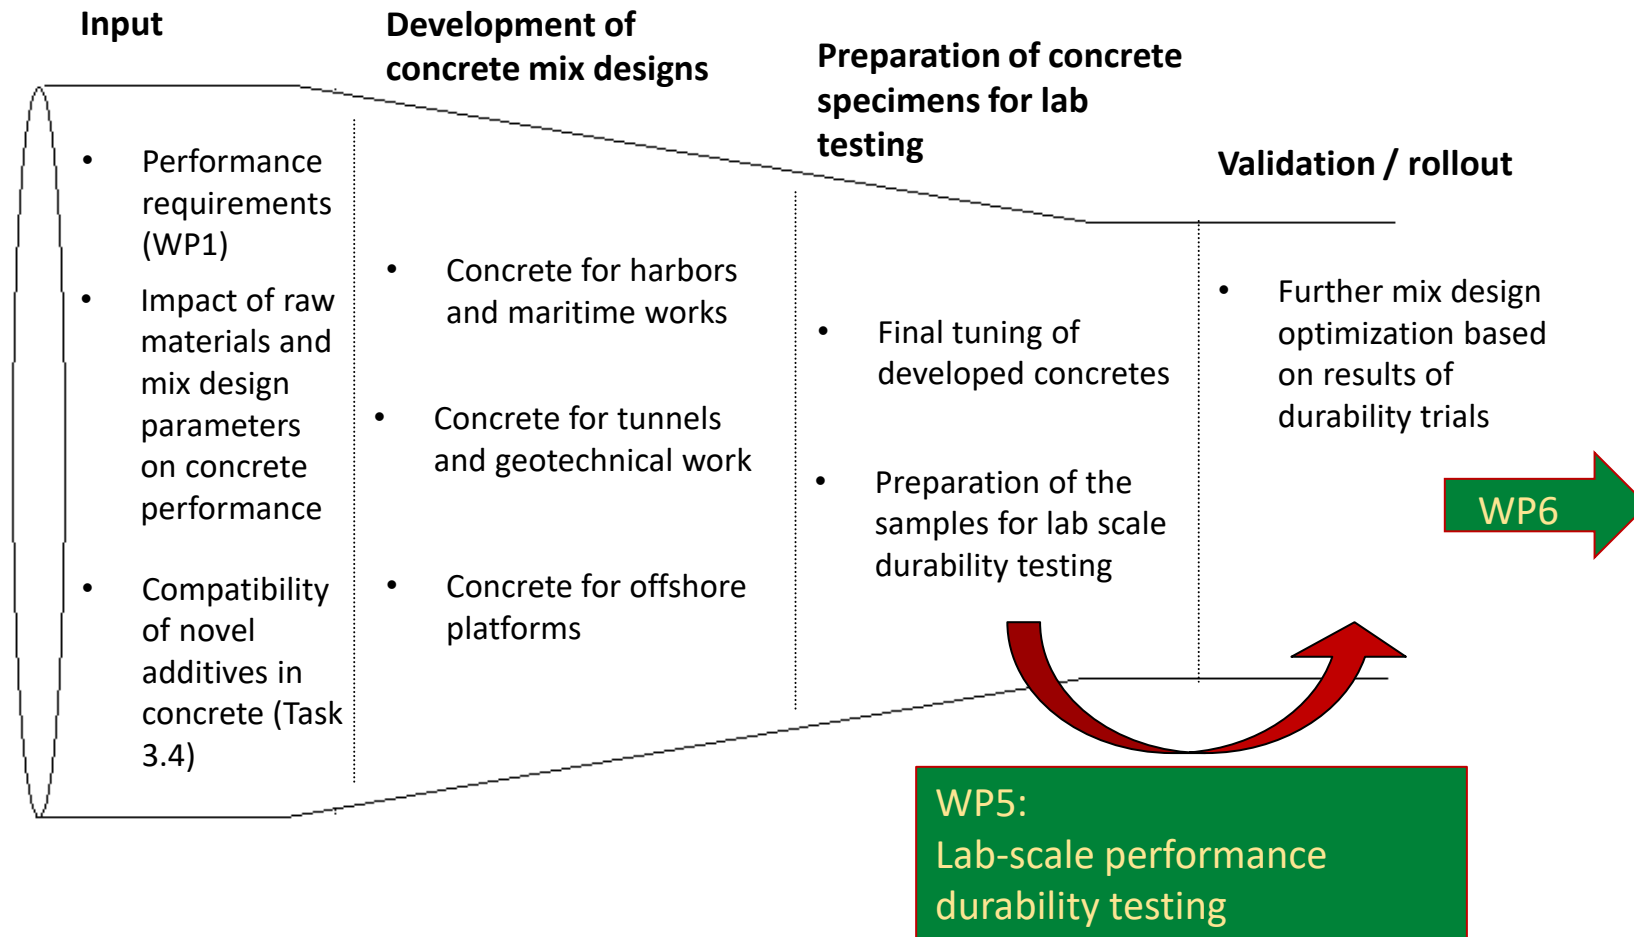 Input
• Performance
requirements
(WP1)
• Impact of raw
materials and
mix design
parameters
on concrete
performance
• Compatibility
of novel
additives in
concrete (Task
3.4)
Development of
concrete mix designs
• Concrete for harbors
and maritime works
• Concrete for tunnels
and geotechnical work
• Concrete for offshore
platforms
Preparation of concrete
specimens for lab
testing
• Final tuning of
developed concretes
• Preparation of the
samples for lab scale
durability testing
Validation / rollout
• Further mix design
optimization based
on results of
durability trials
WP6
WP5:
Lab-scale performance
durability testing